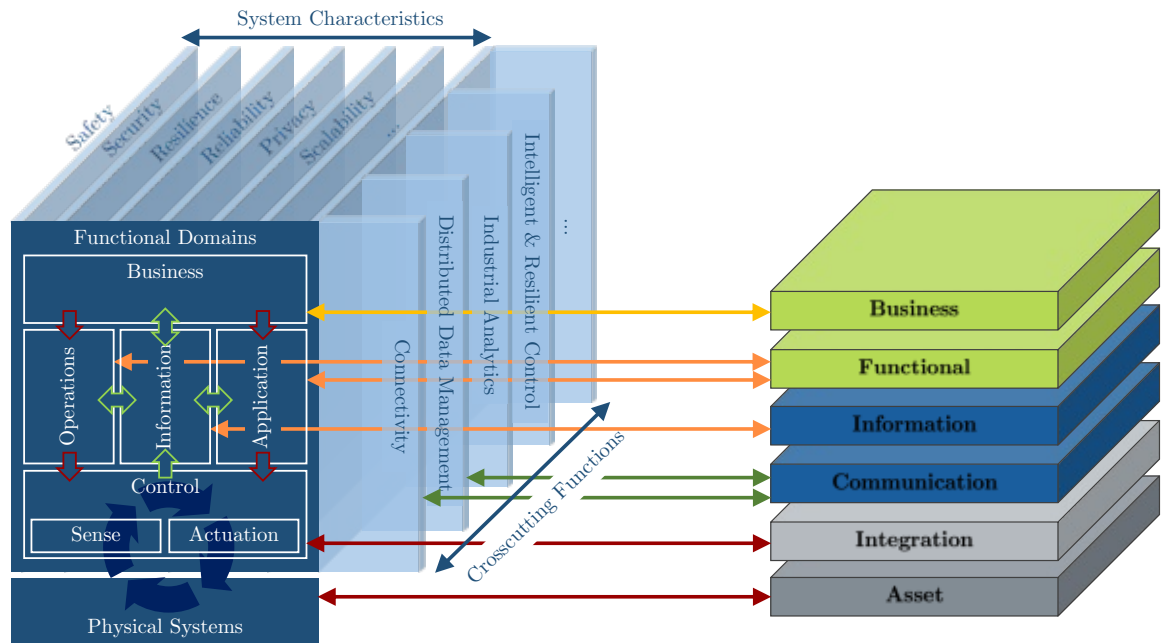 System Characteristics
Safety
Security
Resilience
Reliability
Privacy
Scalability
...
Functional Domains
Business
Operations
Information
Application
Control
Sense
Actuation
Physical Systems
Connectivity
Distributed Data Management
Industrial Analytics
Intelligent & Resilient Control
...
Crosscutting Functions
Business
Functional
Information
Communication
Integration
Asset